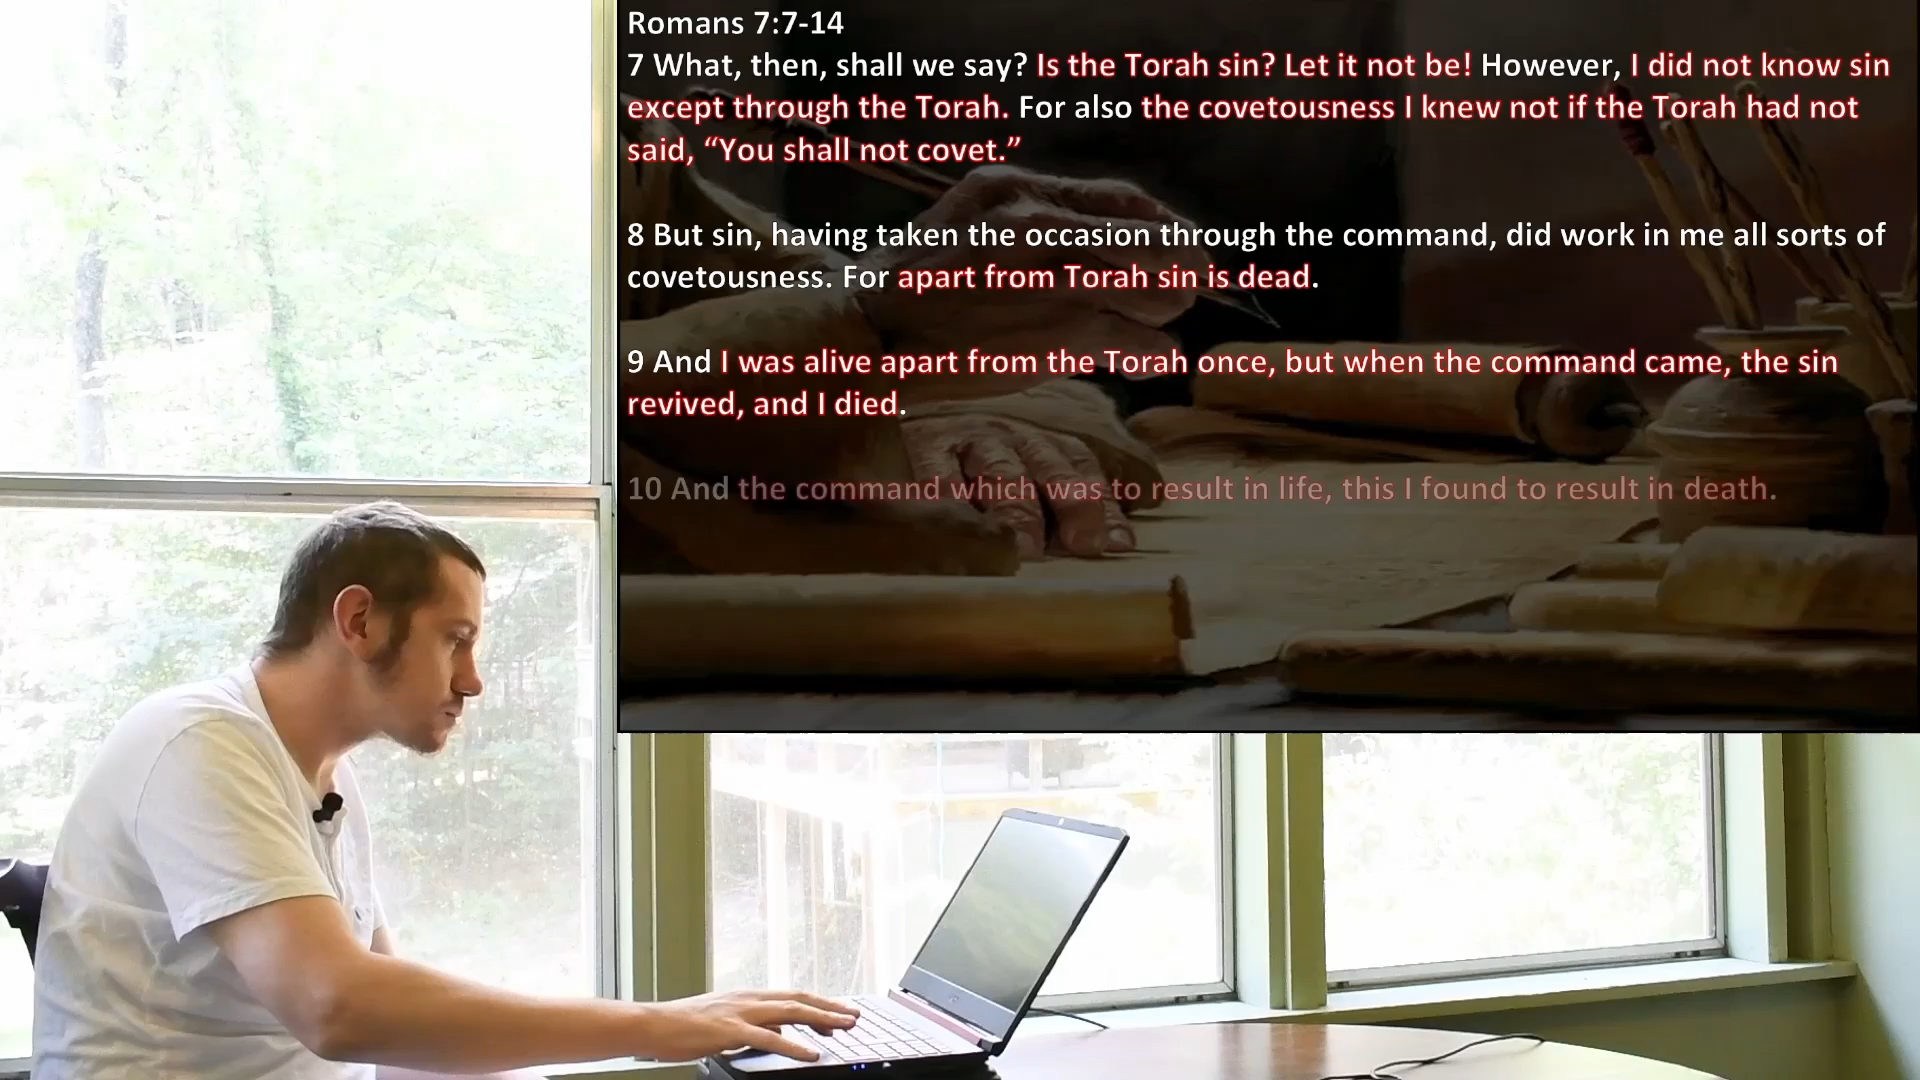 Romans 7:7-14
7 What, then, shall we say? Is the Torah sin? Let it not be! However, I did not know sin
except through the Torah. For also the covetousness I knew not if the Torah had not
said, “You shall not covet.”
8 But sin, having taken the occasion through the command, did work in me all sorts of
covetousness. For apart from Torah sin is dead.
9 And I was alive apart from the Torah once, but when the command came, the sin
revived, and I died.
10 And the command which was to result in life, this I found to result in death.